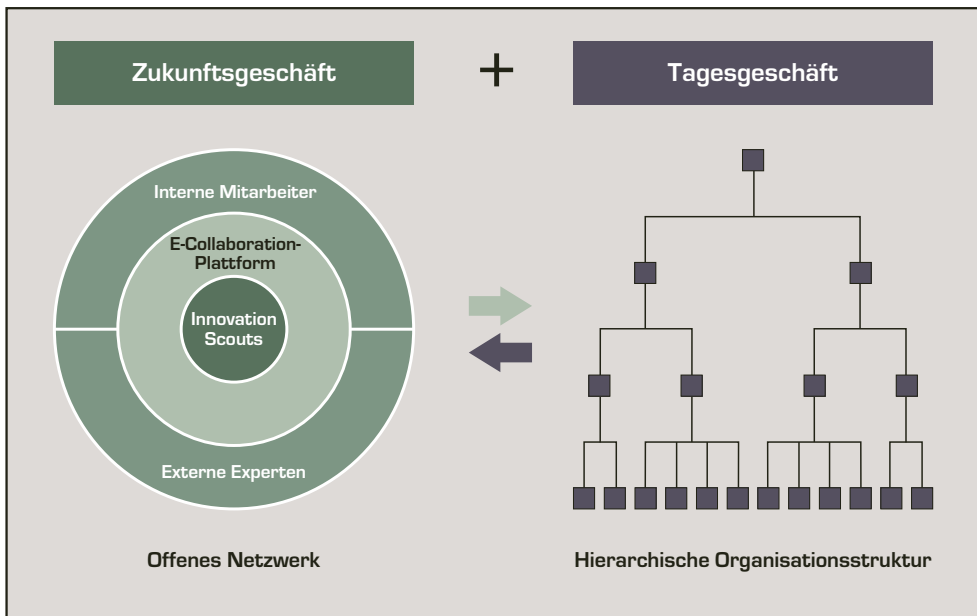 Zukunftsgeschäft
+
Tagesgeschäft
Interne Mitarbeiter
E-Collaboration-
Plattform
Innovation
Scouts
Externe Experten
Offenes Netzwerk
Hierarchische Organisationsstruktur